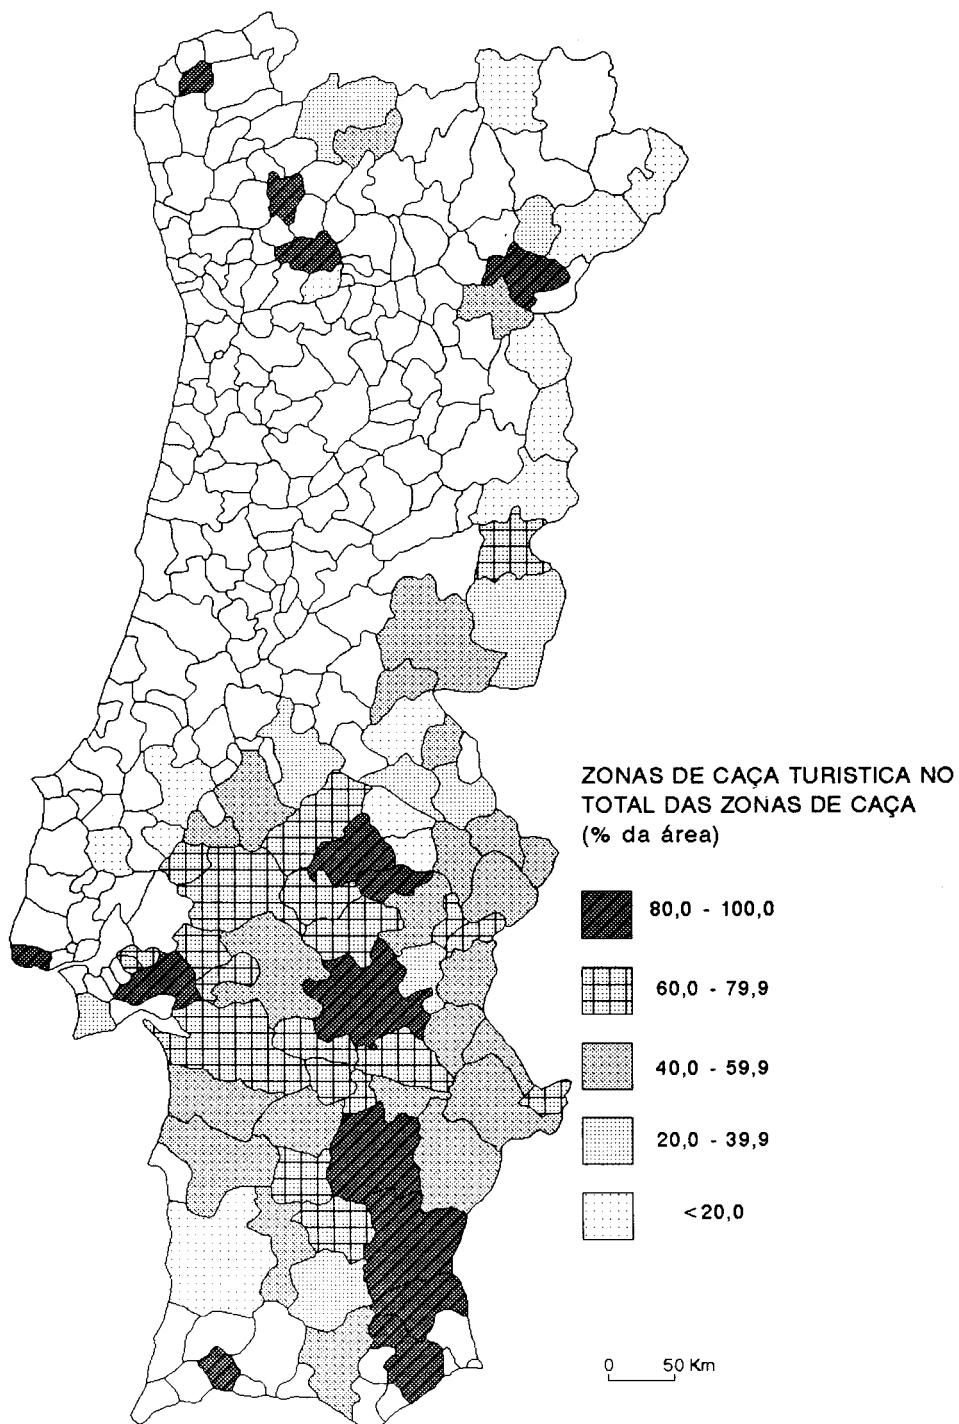 ZONAS DE CAÇA TURISTICA NO
TOTAL DAS ZONAS DE CAÇA
(% da área)
80,0 - 100,0
60,0 - 79,9
40,0 - 59,9
20,0 - 39,9
<20,0
0 50 Km